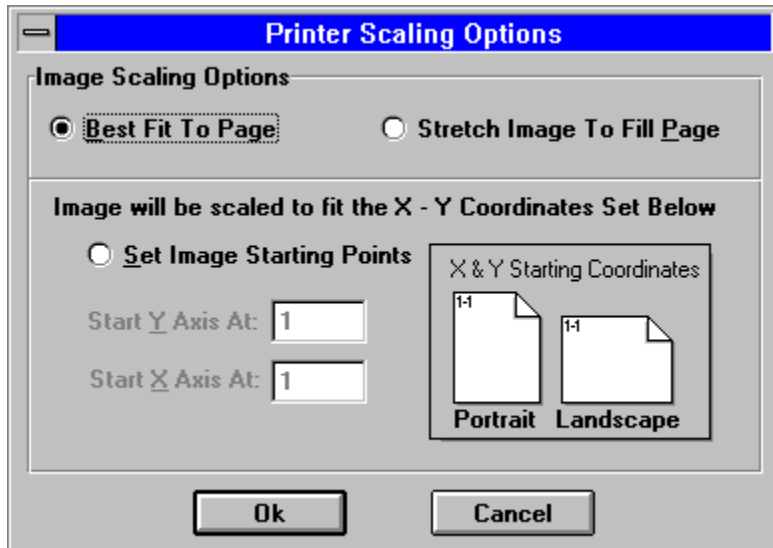 Printer Scaling Options
Image Scaling Options
Best Fit To Page
Stretch Image To Fill Page
Image will be scaled to fit the X - Y Coordinates Set Below
Set Image Starting Points
X & Y Starting Coordinates
1-1
1-1
Start Y Axis At: 1
Start X Axis At: 1
Portrait
Landscape
Ok
Cancel